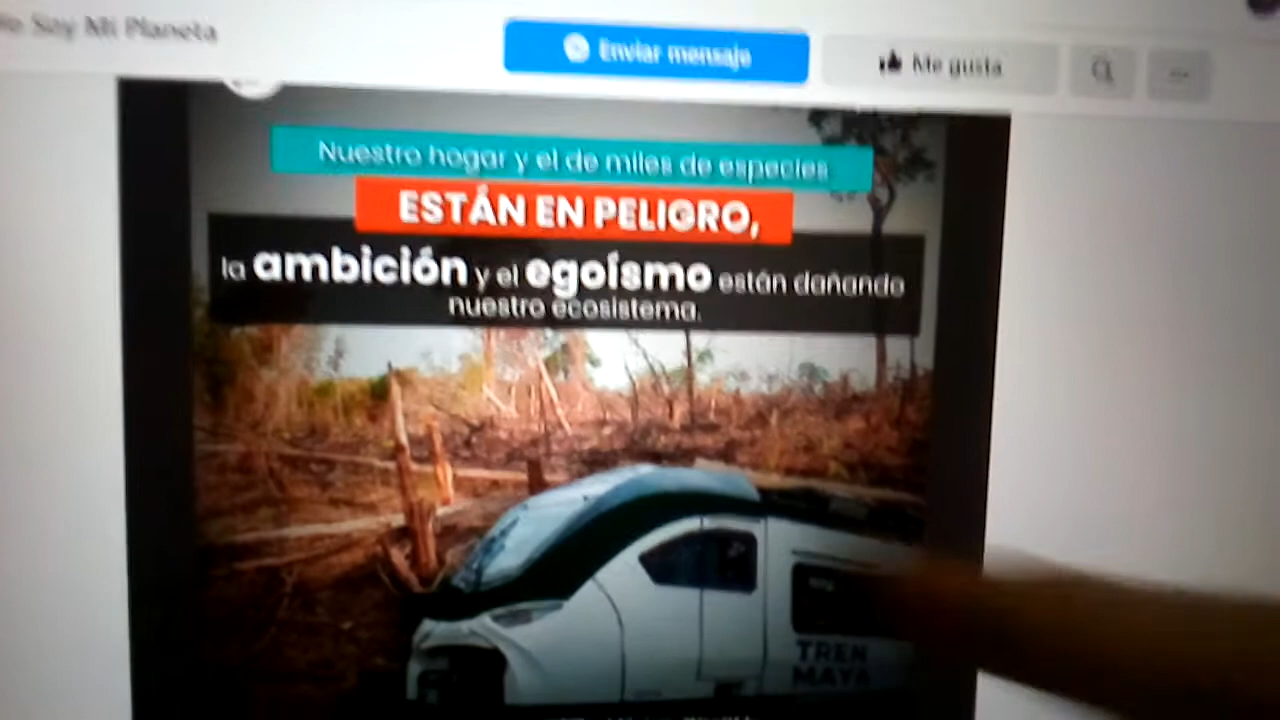 Soy Mi Planeta
Enviar mensaje
Me gusta
Nuestro hogar y el de miles de especies
ESTÁN EN PELIGRO,
la ambición y el egoísmo están dañando
nuestro ecosistema.
TREN
MAYA